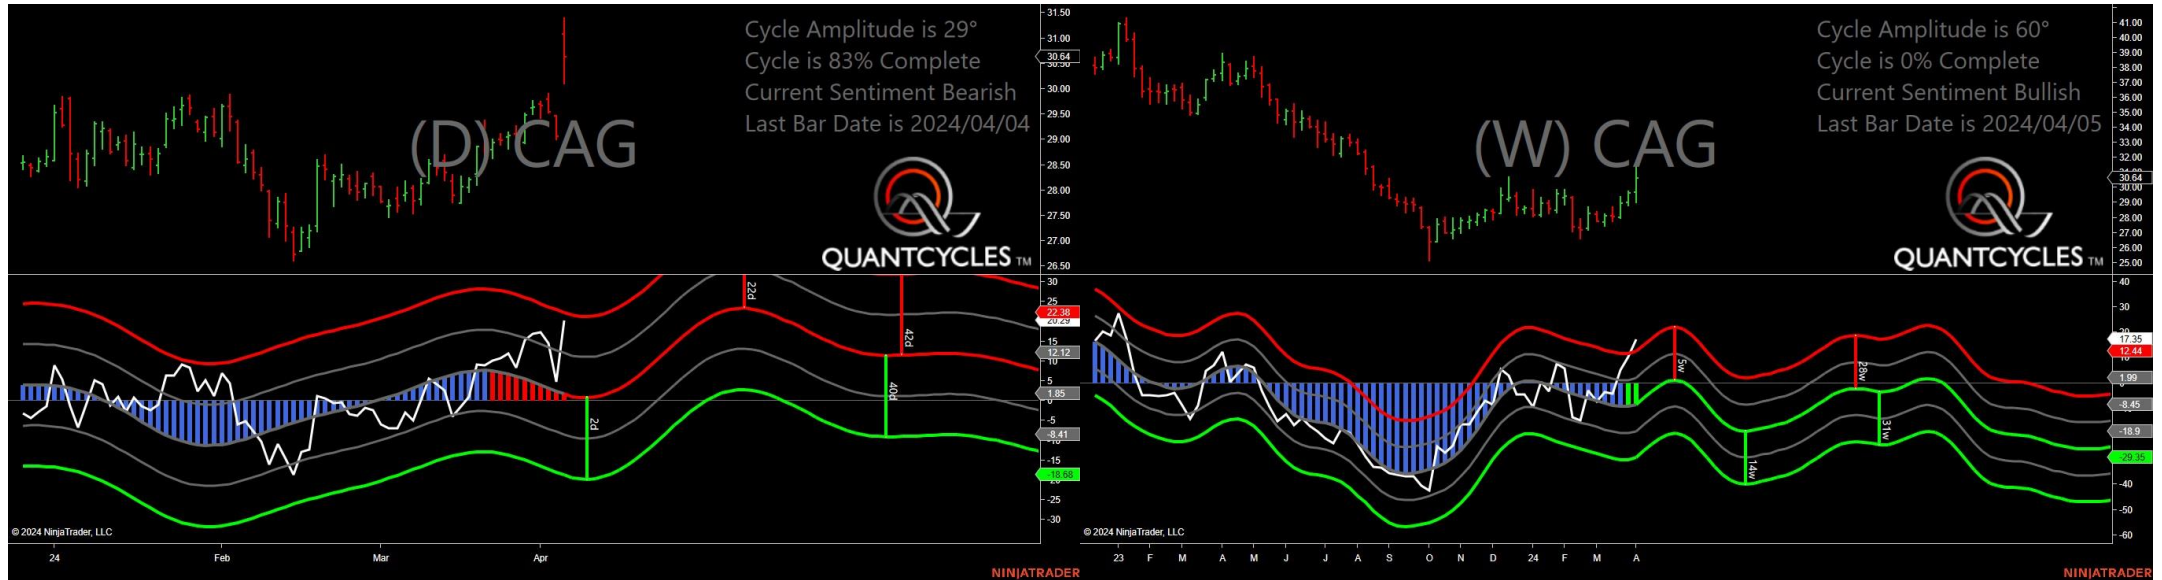 Cycle Amplitude is 29°
Cycle is 83% Complete
Current Sentiment Bearish
Last Bar Date is 2024/04/04
(D) CAG
QUANTCYCLES TM
31.50
31.00
30.64
30.00
29.50
29.00
28.50
28.00
27.50
27.00
26.50
30
25
22.38
20.29
15
12.12
10
5
1.85
-5
-8.41
-15
-18.68
-25
-30
22d
42d
40d
2d
© 2024 NinjaTrader, LLC
24
Feb
Mar
Apr
NINJATRADER
Cycle Amplitude is 60°
Cycle is 0% Complete
Current Sentiment Bullish
Last Bar Date is 2024/04/05
(W) CAG
QUANTCYCLES TM
41.00
40.00
39.00
38.00
37.00
36.00
35.00
34.00
33.00
32.00
30.64
30.00
29.00
28.00
27.00
26.00
25.00
40
30
17.35
12.44
1.99
-8.45
-18.9
-29.35
-40
-50
-60
5w
28w
31w
14w
© 2024 NinjaTrader, LLC
23
F
M
A
M
J
J
A
S
O
N
D
24
F
M
A
NINJATRADER